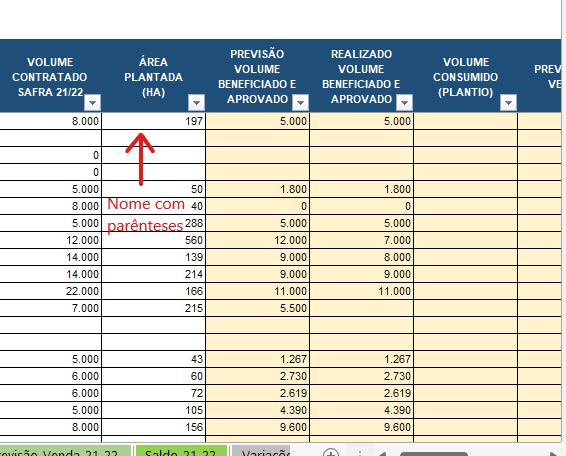 VOLUME CONTRATADO SAFRA 21/22 ÁREA PLANTADA (HA) PREVISÃO VOLUME BENEFICIADO E APROVADO REALIZADO VOLUME BENEFICIADO E APROVADO VOLUME CONSUMIDO (PLANTIO) PREV VE
8.000 197 5.000 5.000
0
0
5.000 50 1.800 1.800
8.000 Nome com 40 0 0
5.000 parênteses 288 5.000 5.000
12.000 560 12.000 7.000
14.000 139 9.000 8.000
14.000 214 9.000 9.000
22.000 166 11.000 11.000
7.000 215 5.500
5.000 43 1.267 1.267
6.000 60 2.730 2.730
6.000 72 2.619 2.619
5.000 105 4.390 4.390
8.000 156 9.600 9.600
revisão Venda 21 22 Saldo 21 22 Variaçõe